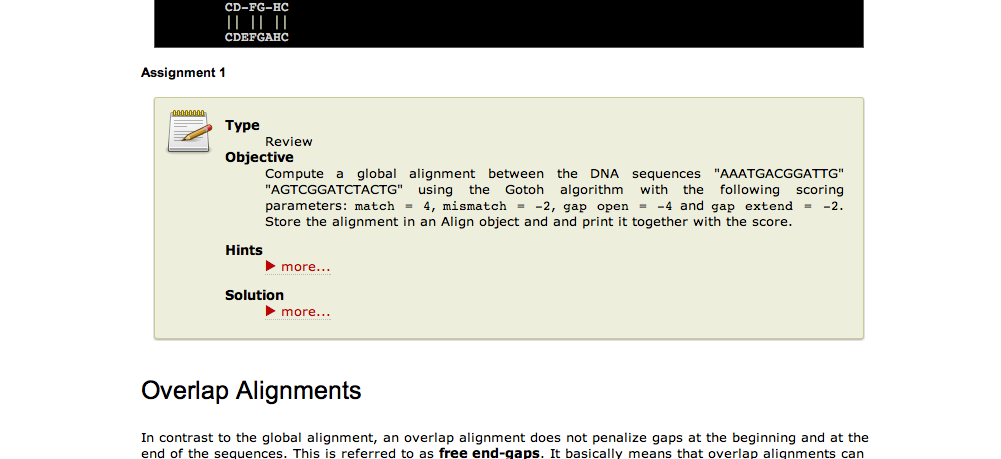 CD-FG-HC
|| || ||
CDEFGAHC
Assignment 1
Type
Review
Objective
Compute a global alignment between the DNA sequences "AAATGACGGATTG"
"AGTCGGATCTACTG" using the Gotoh algorithm with the following scoring
parameters: match = 4, mismatch = -2, gap open = -4 and gap extend = -2.
Store the alignment in an Align object and and print it together with the score.
Hints
more...
Solution
more...
Overlap Alignments
In contrast to the global alignment, an overlap alignment does not penalize gaps at the beginning and at the
end of the sequences. This is referred to as free end-gaps. It basically means that overlap alignments can